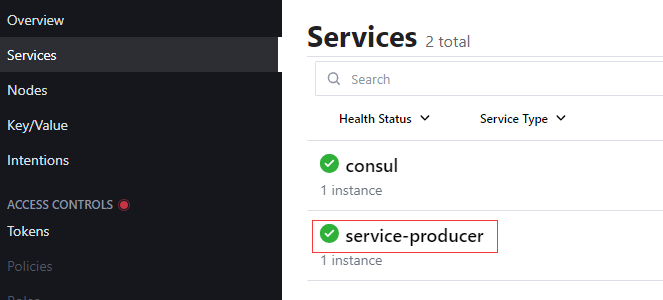 Overview
Services
Nodes
Key/Value
Intentions
ACCESS CONTROLS
Tokens
Policies
Services 2 total
Search
Health Status
Service Type
consul
1 instance
service-producer
1 instance